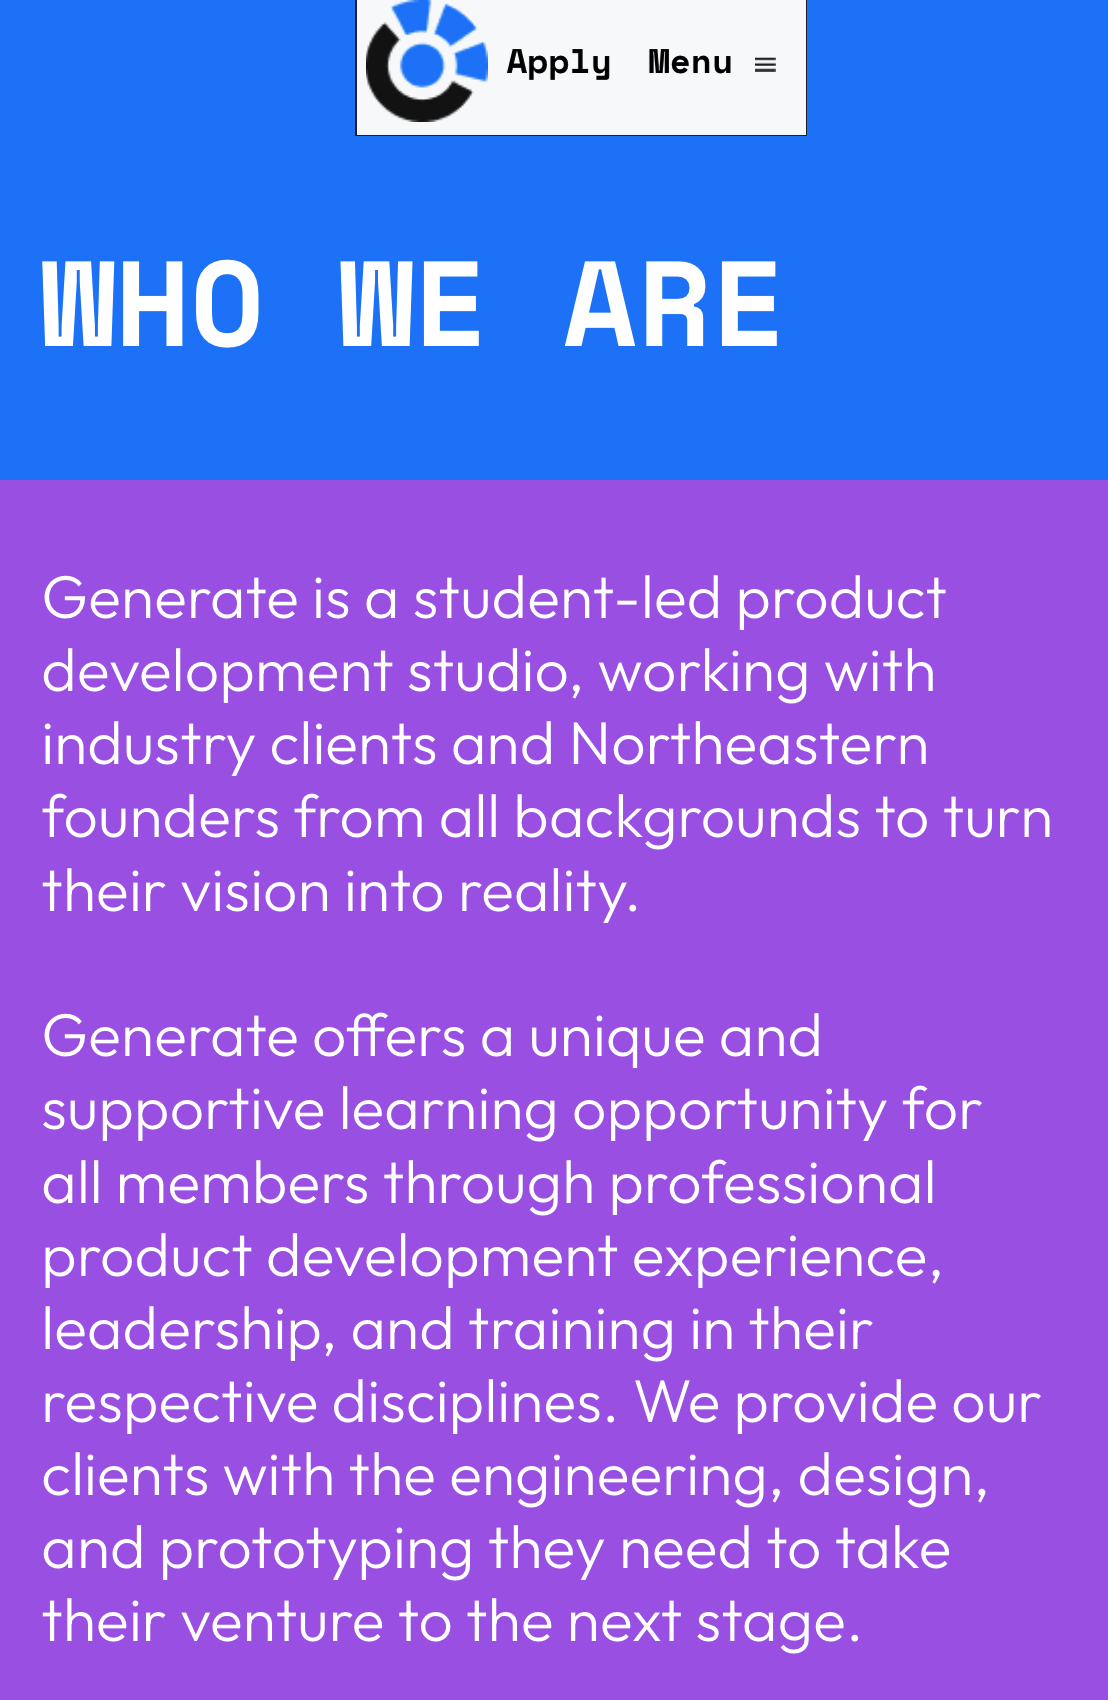 Apply Menu
WHO WE ARE
Generate is a student-led product
development studio, working with
industry clients and Northeastern
founders from all backgrounds to turn
their vision into reality.
Generate offers a unique and
supportive learning opportunity for
all members through professional
product development experience,
leadership, and training in their
respective disciplines. We provide our
clients with the engineering, design,
and prototyping they need to take
their venture to the next stage.